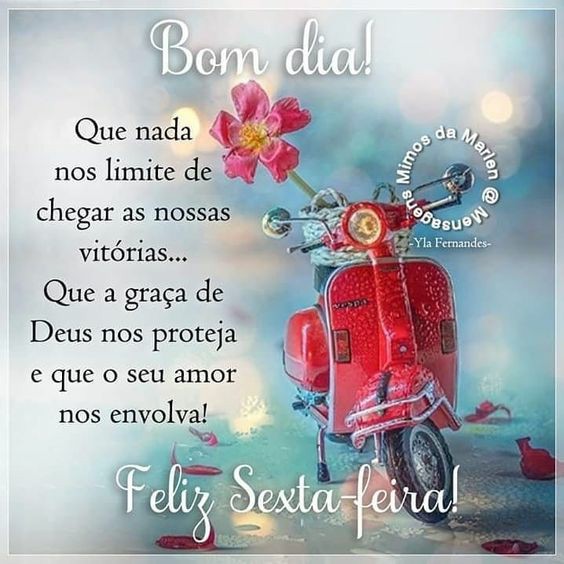 Bom dia!
Que nada
nos limite de
chegar as nossas
vitórias...
Que a graça de
Deus nos proteja
e que o seu amor
nos envolva!
Mensagens Mimos da Marlen @
-Yla Fernandes-
vespa
Feliz Sexta-feira!